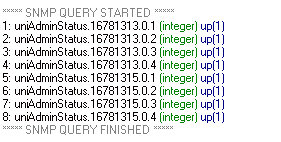 ***** SNMP QUERY STARTED *****
1: uniAdminStatus.16781313.0.1 (integer) up(1)
2: uniAdminStatus.16781313.0.2 (integer) up(1)
3: uniAdminStatus.16781313.0.3 (integer) up(1)
4: uniAdminStatus.16781313.0.4 (integer) up(1)
5: uniAdminStatus.16781315.0.1 (integer) up(1)
6: uniAdminStatus.16781315.0.2 (integer) up(1)
7: uniAdminStatus.16781315.0.3 (integer) up(1)
8: uniAdminStatus.16781315.0.4 (integer) up(1)
***** SNMP QUERY FINISHED *****